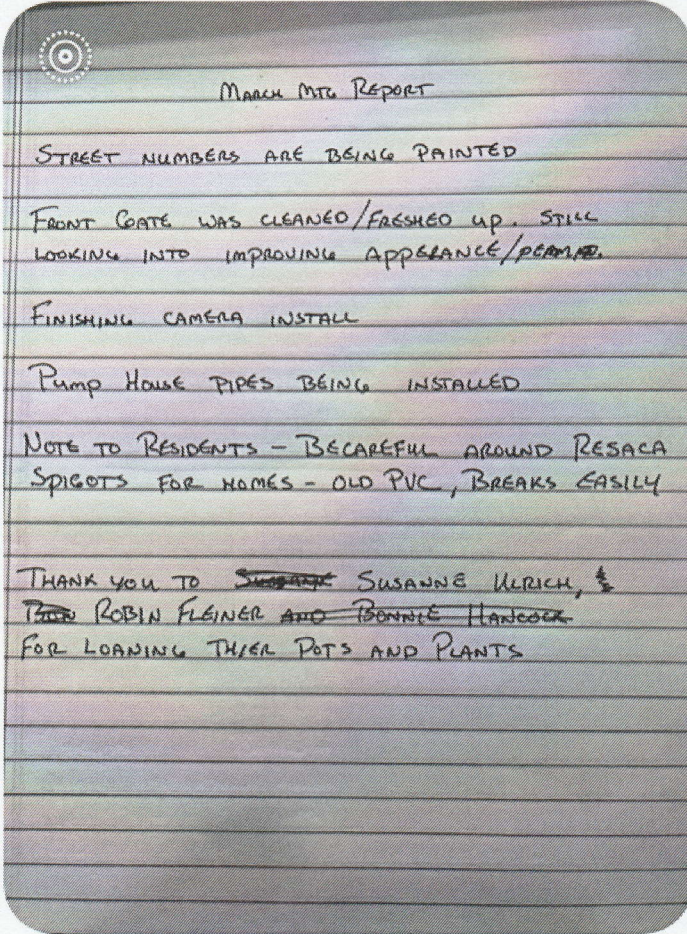 March Mtg Report
Street numbers are being painted
Front Gate was cleaned/freshed up. Still
looking into improving apperance/
Finishing camera install
Pump House pipes being installed
Note to Residents - Becareful around Resaca
Spigots for homes - old PVC, Breaks easily
Thank you to Susanne Ulrich, &
Robin Fleiner and Bonnie Hancock
for loaning thier pots and plants